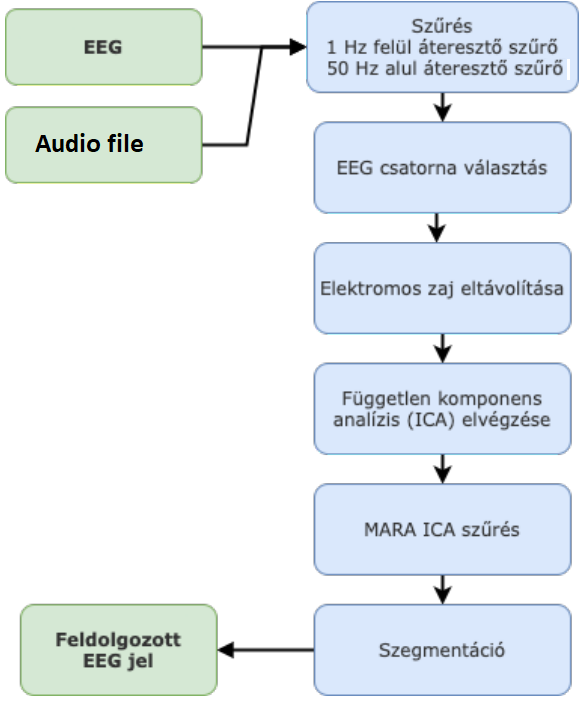 EEG
Audio file
Szűrés
1 Hz felül áteresztő szűrő
50 Hz alul áteresztő szűrő
EEG csatorna választás
Elektromos zaj eltávolítása
Független komponens
analízis (ICA) elvégzése
MARA ICA szűrés
Szegmentáció
Feldolgozott
EEG jel